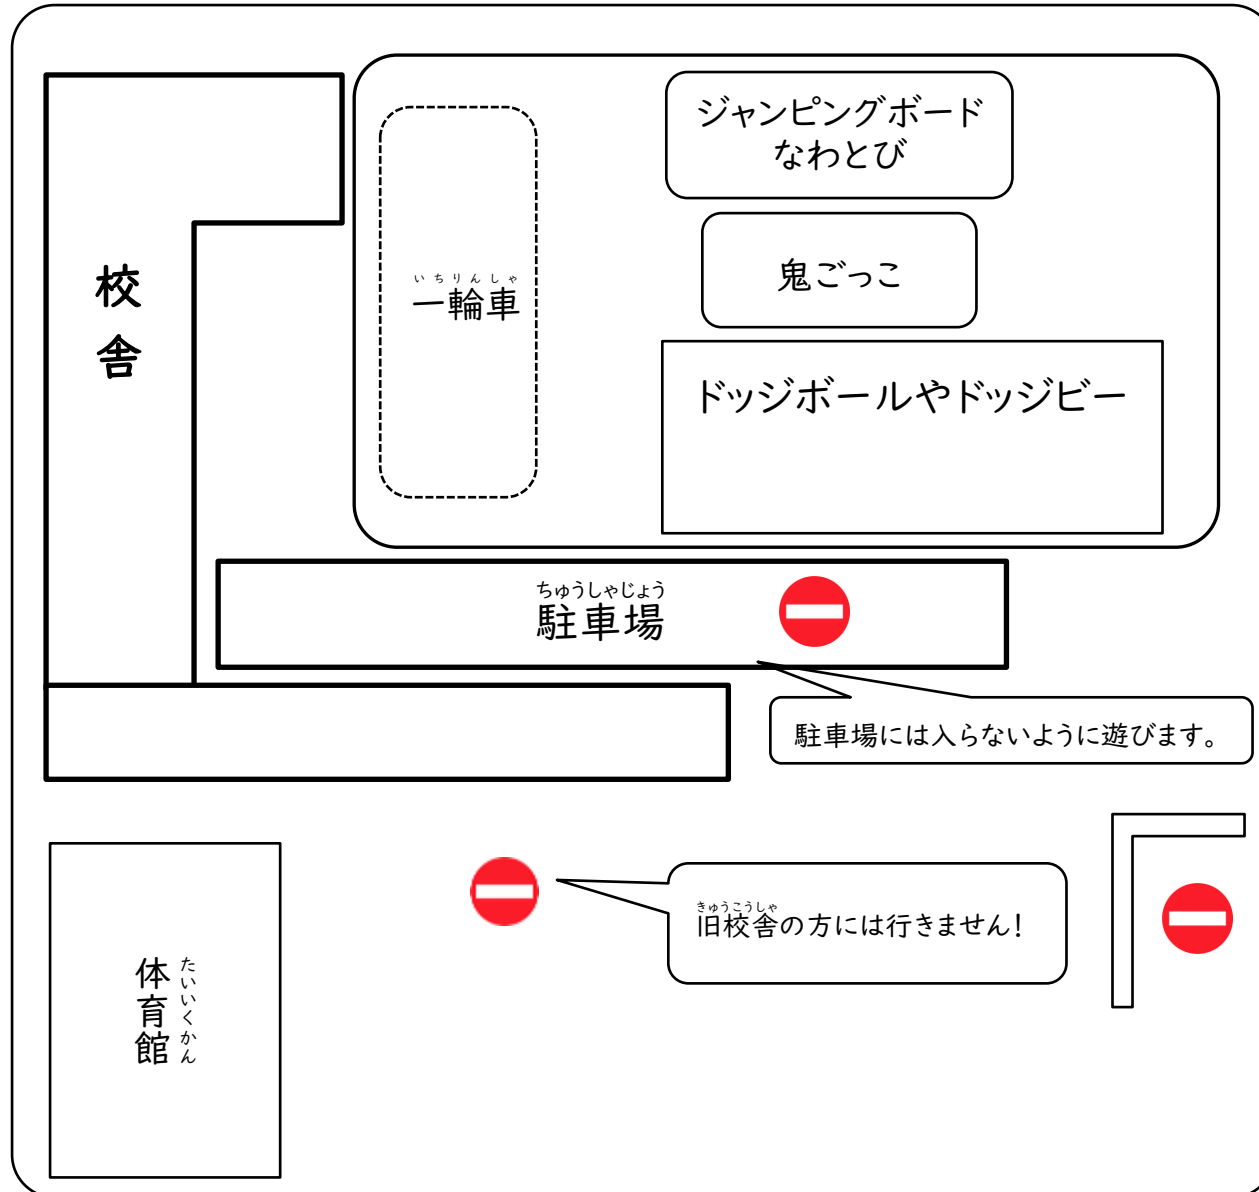 ジャンピングボード
なわとび
校舎
いちりんしゃ
一輪車
鬼ごっこ
ドッジボールやドッジビー
ちゅうしゃじょう
駐車場
駐車場には入らないように遊びます。
きゅうこうしゃ
旧校舎の方には行きません!
体育館
たいいくかん